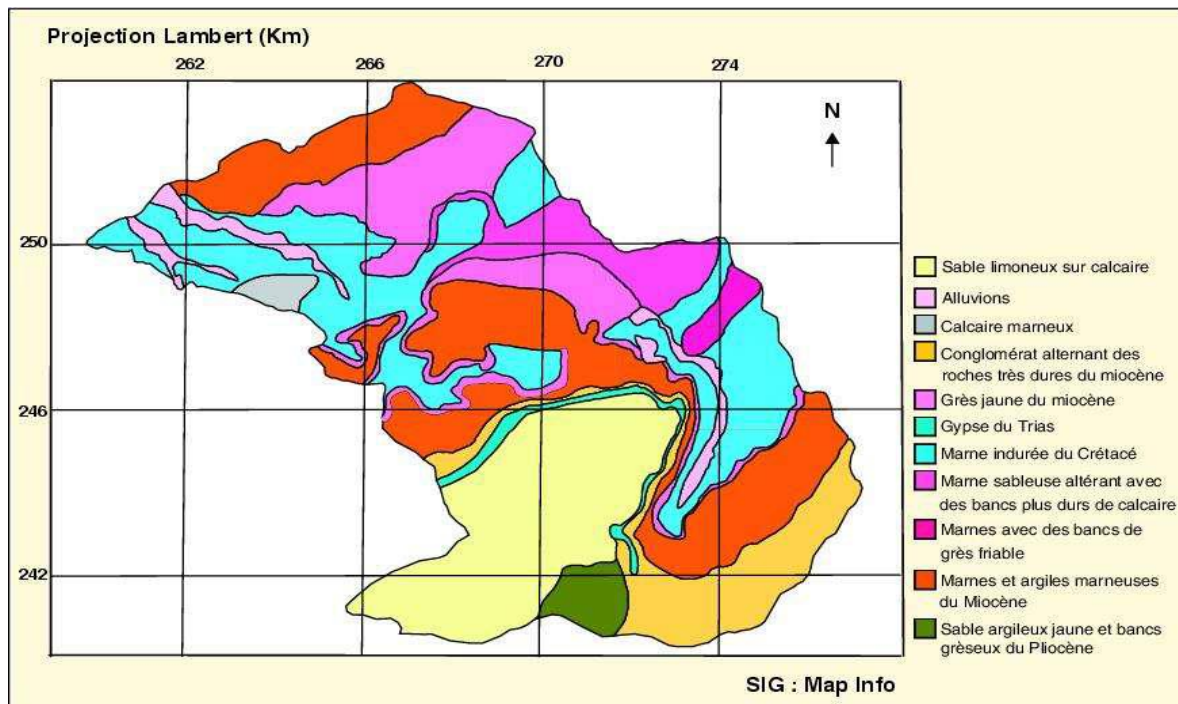 Projection Lambert (Km)
262 266 270 274
N
250
246
242
Sable limoneux sur calcaire
Alluvions
Calcaire marneux
Conglomérat alternant des
roches très dures du miocène
Grès jaune du miocène
Gypse du Trias
Marne indurée du Crétacé
Marne sableuse altérant avec
des bancs plus durs de calcaire
Marnes avec des bancs de
grès friable
Marnes et argiles marneuses
du Miocène
Sable argileux jaune et bancs
grèseux du Pliocène
SIG : Map Info